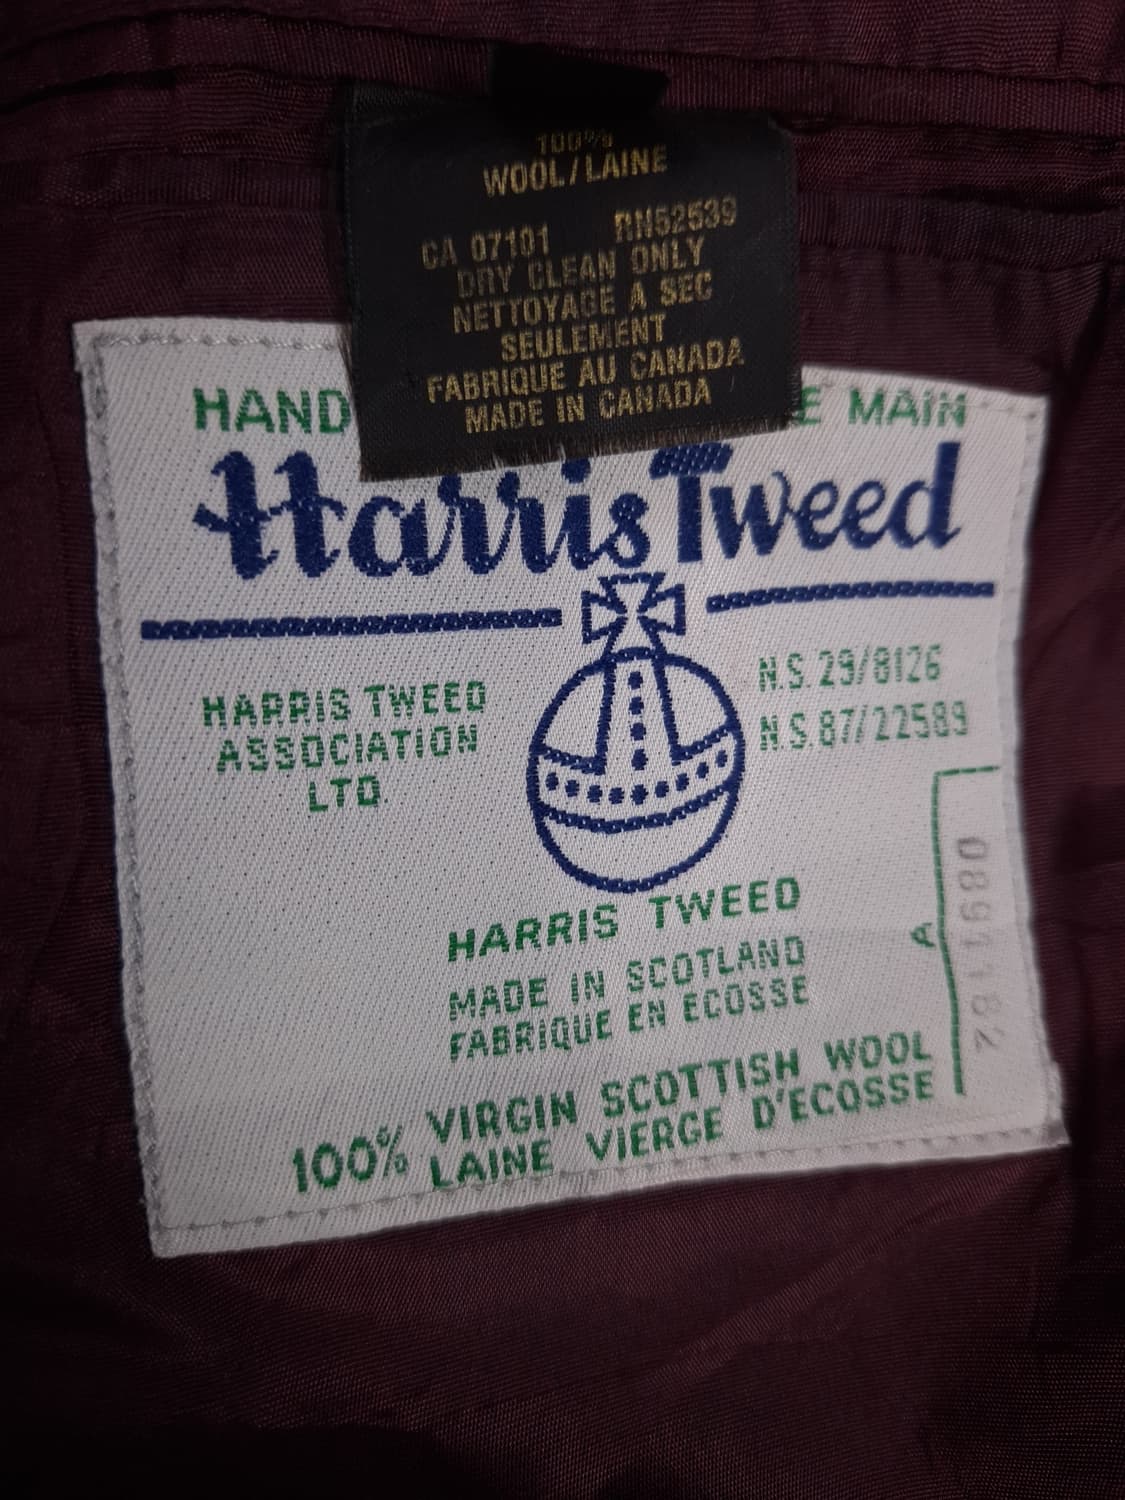 100%
WOOL/LAINE
CA 07101 RN52539
DRY CLEAN ONLY
NETTOYAGE A SEC
SEULEMENT
FABRIQUE AU CANADA
MADE IN CANADA
HAND E MAIN
Harris Tweed
HARRIS TWEED
ASSOCIATION
LTD.
N.S. 29/8126
N.S. 87/22589
A
0891182
HARRIS TWEED
MADE IN SCOTLAND
FABRIQUE EN ECOSSE
100% VIRGIN SCOTTISH WOOL
LAINE VIERGE D'ECOSSE